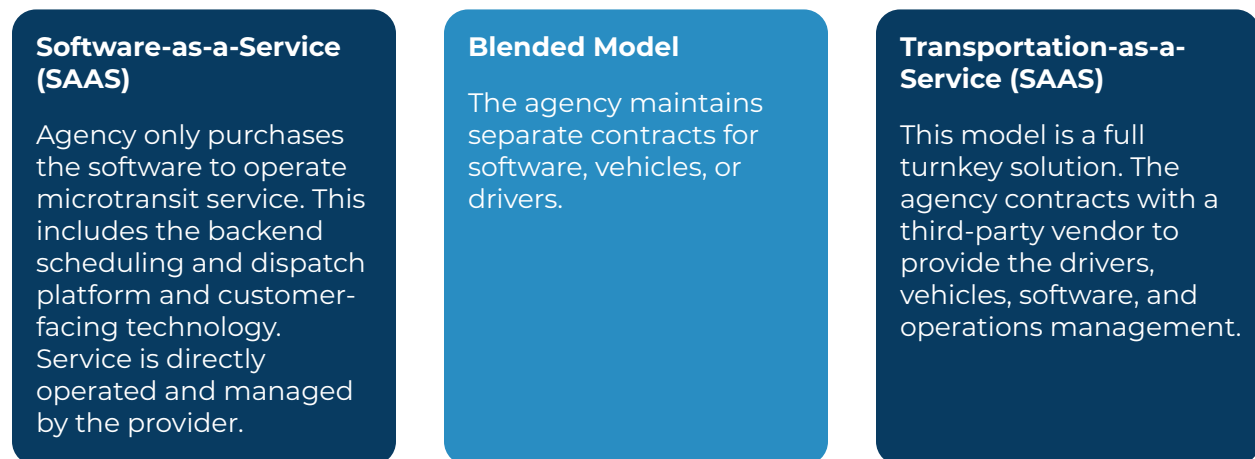 Software-as-a-Service
(SAAS)
Agency only purchases
the software to operate
microtransit service. This
includes the backend
scheduling and dispatch
platform and customer-
facing technology.
Service is directly
operated and managed
by the provider.
Blended Model
The agency maintains
separate contracts for
software, vehicles, or
drivers.
Transportation-as-a-
Service (SAAS)
This model is a full
turnkey solution. The
agency contracts with a
third-party vendor to
provide the drivers,
vehicles, software, and
operations management.